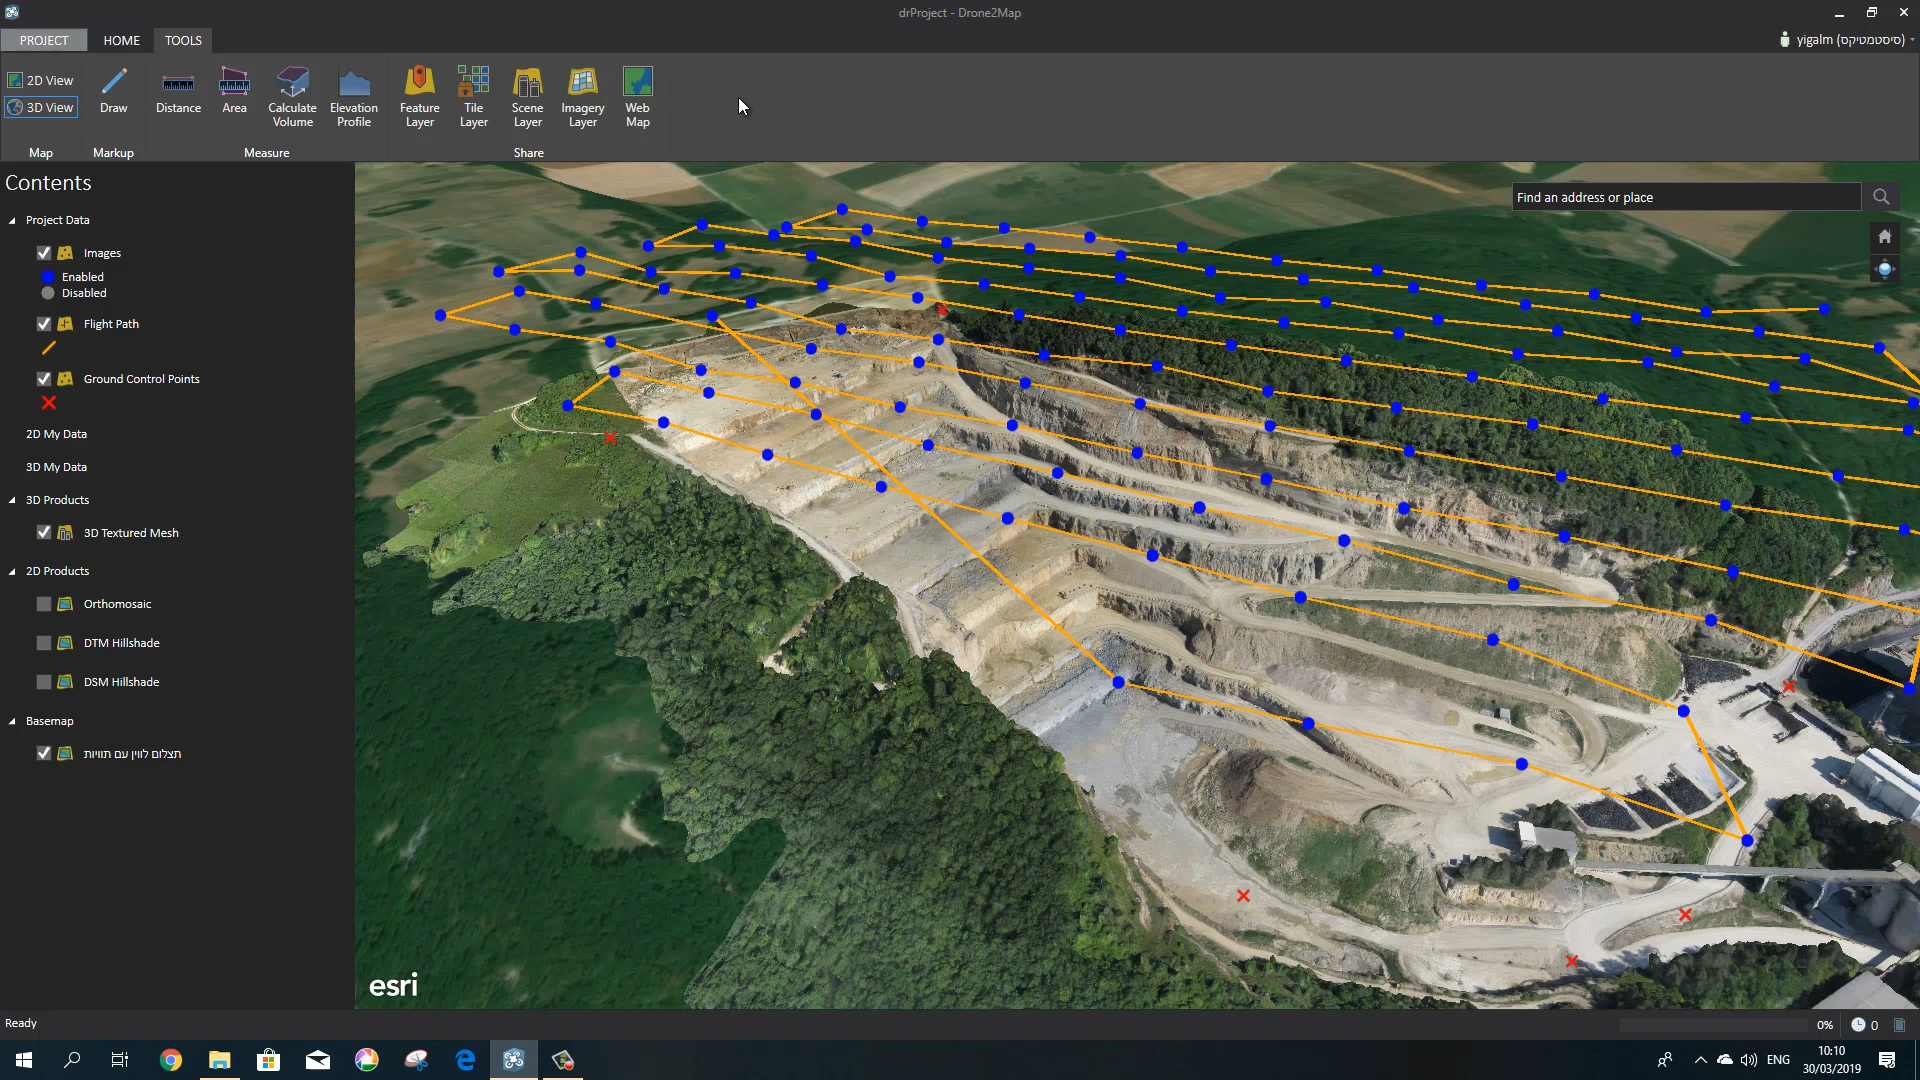 drProject - Drone2Map
PROJECT
HOME
TOOLS
yigalm (סיסטמטיקס)
2D View
3D View
Map
Draw
Markup
Distance
Area
Calculate Volume
Elevation Profile
Measure
Feature Layer
Tile Layer
Scene Layer
Imagery Layer
Web Map
Share
Contents
Project Data
Images
Enabled
Disabled
Flight Path
Ground Control Points
2D My Data
3D My Data
3D Products
3D Textured Mesh
2D Products
Orthomosaic
DTM Hillshade
DSM Hillshade
Basemap
תצלום לווין עם תוויות
Find an address or place
esri
Ready
0%
0
ENG
10:10
30/03/2019